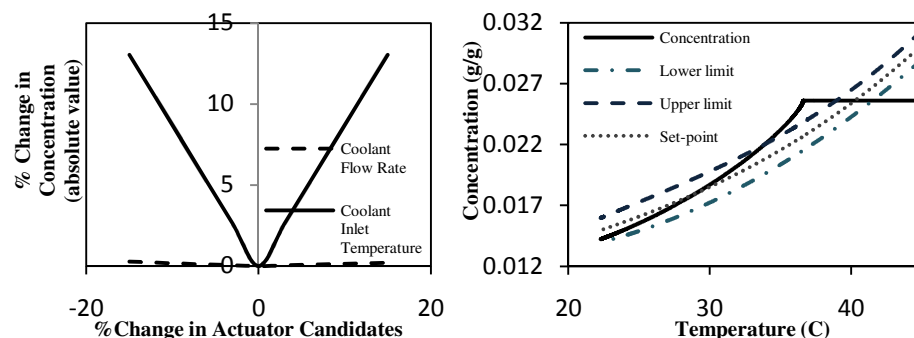 % Change in
Concentration
(absolute value)
15
10
5
0
-20
0
20
Coolant
Flow Rate
Coolant
Inlet
Temperature
%Change in Actuator Candidates
Concentration (g/g)
0.032
0.027
0.022
0.017
0.012
20
30
40
Concentration
Lower limit
Upper limit
Set-point
Temperature (C)